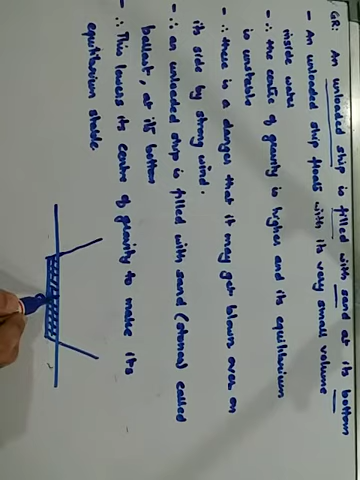 GR: An unloaded ship is filled with sand at its bottom
- An unloaded ship floats with its very small volume
inside water
- ∴ the centre of gravity is higher and its equilibrium
is unstable
- ∴ there is a danger that it may get blown over on
its side by strong wind.
- ∴ an unloaded ship is filled with sand (stones) called
ballast, at its bottom
- ∴ This lowers its centre of gravity to make its
equilibrium stable.